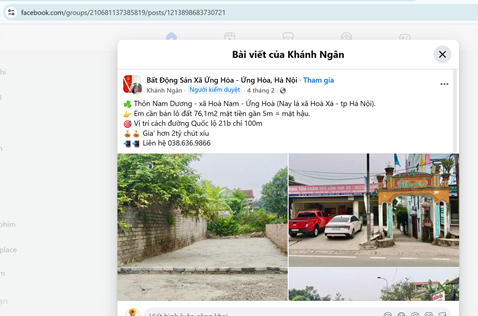 facebook.com/groups/210681137385819/posts/1213898683730721
Bài viết của Khánh Ngân
Bất Động Sản Xã Ứng Hòa - Ứng Hòa, Hà Nội · Tham gia
Khánh Ngân · Người kiểm duyệt · 4 tháng 2 ·
Thôn Nam Dương - xã Hoà Nam - Ứng Hoà (Nay là xã Hoà Xá - tp Hà Nội).
Em cần bán lô đất 76,1m2 mặt tiền gần 5m = mặt hậu.
Vị trí cách đường Quốc lộ 21b chỉ 100m
Gía' hơn 2tỷ chút xíu
Liên hệ 038.636.9866
phim
place